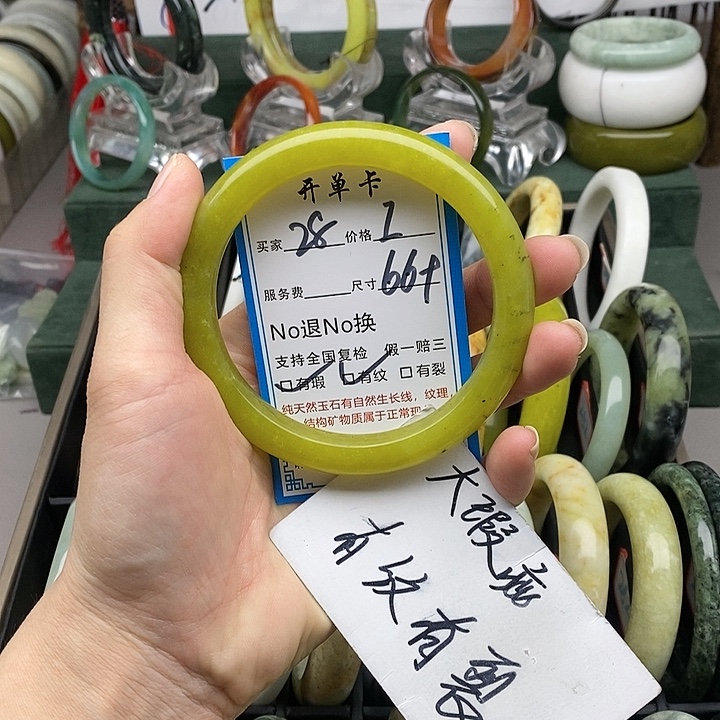 开单卡
买家 28 价格 7
服务费 尺寸 66+
No退No换
支持全国复检 假一赔三
☑有瑕 ☑有纹 □有裂
纯天然玉石有自然生长线，纹理，
结构矿物质属于正常现
大瑕疵
有纹有裂